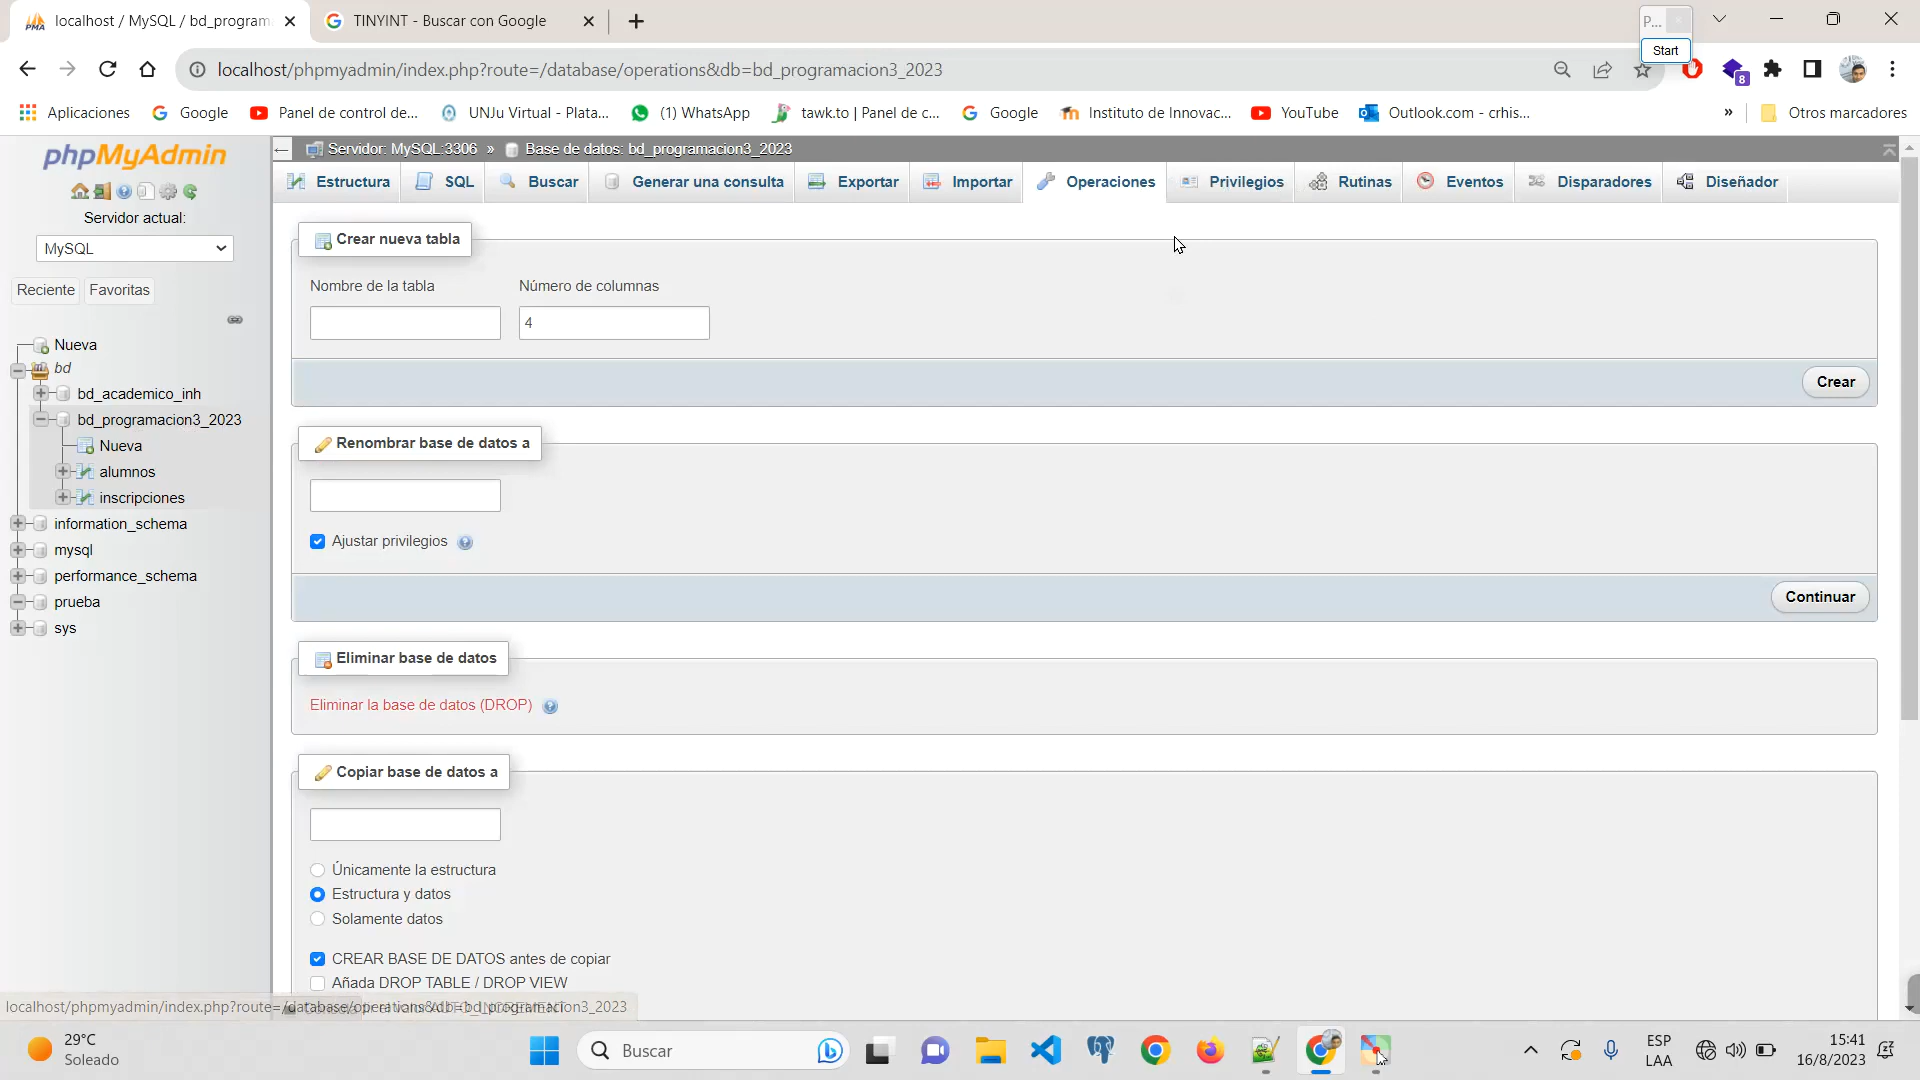 localhost / MySQL / bd_program
TINYINT - Buscar con Google
P...
Start
localhost/phpmyadmin/index.php?route=/database/operations&db=bd_programacion3_2023
8
Aplicaciones
Google
Panel de control de...
UNJu Virtual - Plata...
(1) WhatsApp
tawk.to | Panel de c...
Google
Instituto de Innovac...
YouTube
Outlook.com - crhis...
»
Otros marcadores
phpMyAdmin
Servidor: MySQL:3306 » Base de datos: bd_programacion3_2023
Estructura
SQL
Buscar
Generar una consulta
Exportar
Importar
Operaciones
Privilegios
Rutinas
Eventos
Disparadores
Diseñador
Servidor actual:
MySQL
Reciente
Favoritas
Nueva
bd
bd_academico_inh
bd_programacion3_2023
Nueva
alumnos
inscripciones
information_schema
mysql
performance_schema
prueba
sys
Crear nueva tabla
Nombre de la tabla
Número de columnas
4
Crear
Renombrar base de datos a
Ajustar privilegios
Continuar
Eliminar base de datos
Eliminar la base de datos (DROP)
Copiar base de datos a
Únicamente la estructura
Estructura y datos
Solamente datos
CREAR BASE DE DATOS antes de copiar
Añada DROP TABLE / DROP VIEW
localhost/phpmyadmin/index.php?route=/database/operations&db=bd_programacion3_2023
29°C
Soleado
Buscar
ESP
LAA
15:41
16/8/2023